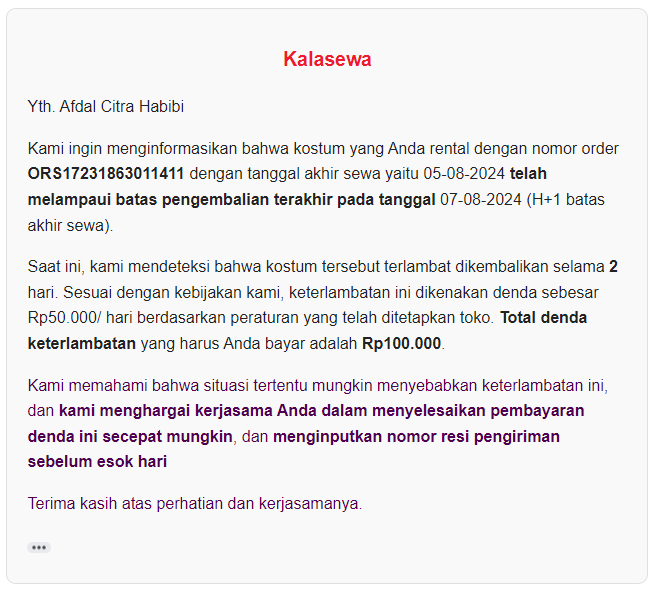 Kalasewa
Yth. Afdal Citra Habibi
Kami ingin menginformasikan bahwa kostum yang Anda rental dengan nomor order
ORS17231863011411 dengan tanggal akhir sewa yaitu 05-08-2024 telah
melampaui batas pengembalian terakhir pada tanggal 07-08-2024 (H+1 batas
akhir sewa).
Saat ini, kami mendeteksi bahwa kostum tersebut terlambat dikembalikan selama 2
hari. Sesuai dengan kebijakan kami, keterlambatan ini dikenakan denda sebesar
Rp50.000/ hari berdasarkan peraturan yang telah ditetapkan toko. Total denda
keterlambatan yang harus Anda bayar adalah Rp100.000.
Kami memahami bahwa situasi tertentu mungkin menyebabkan keterlambatan ini,
dan kami menghargai kerjasama Anda dalam menyelesaikan pembayaran
denda ini secepat mungkin, dan menginputkan nomor resi pengiriman
sebelum esok hari
Terima kasih atas perhatian dan kerjasamanya.